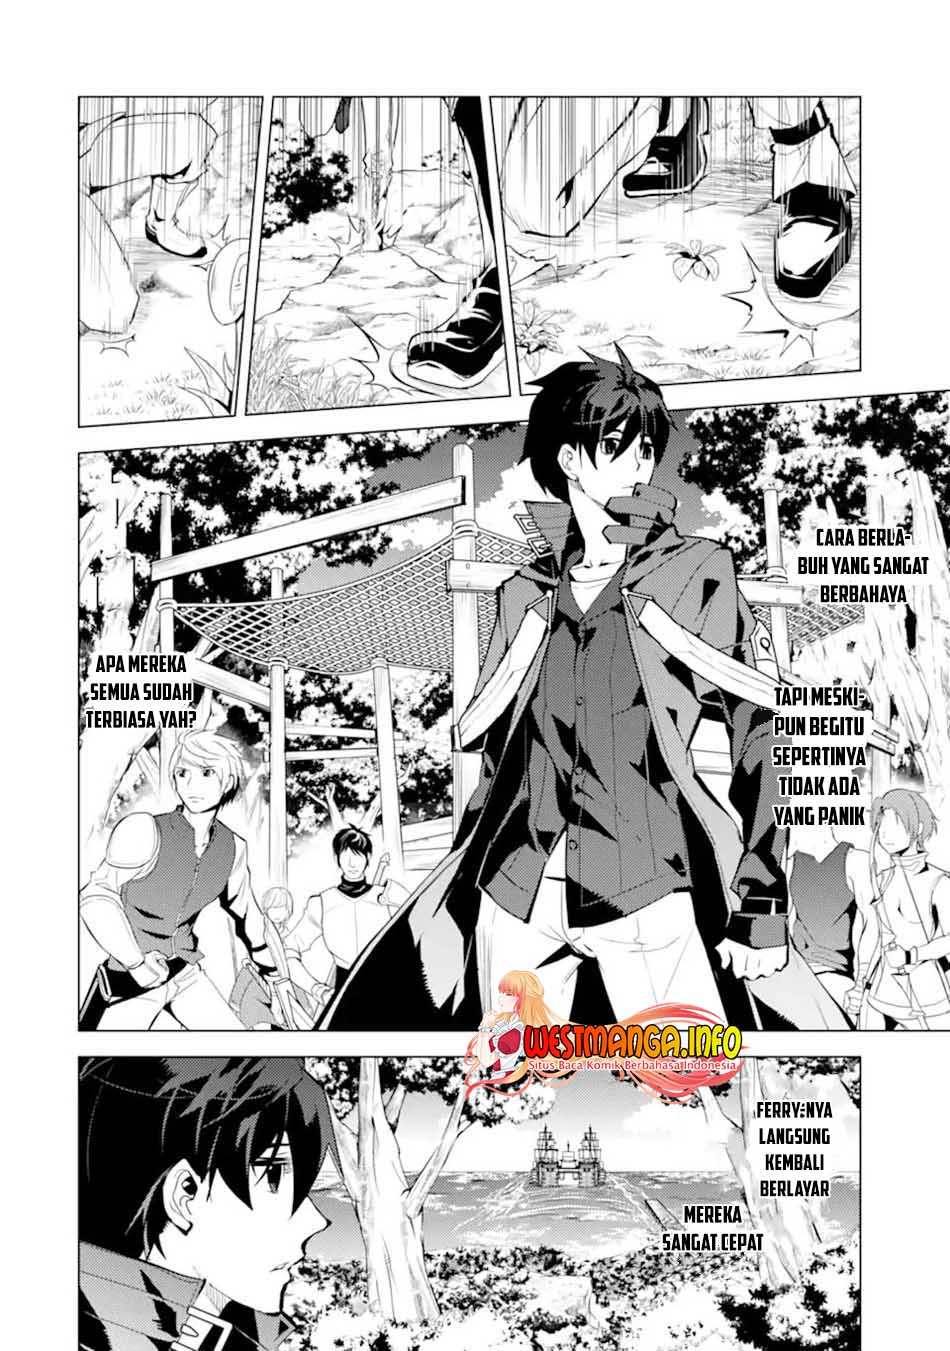 CARA BERLA-
BUH YANG SANGAT
BERBAHAYA
TAPI MESKI-
PUN BEGITU
SEPERTINYA
TIDAK ADA
YANG PANIK
APA MEREKA
SEMUA SUDAH
TERBIASA YAH?
WESTMANGA.INFO
Situs Baca Komik Berbahasa Indonesia
FERRY-NYA
LANGSUNG
KEMBALI
BERLAYAR
MEREKA
SANGAT CEPAT